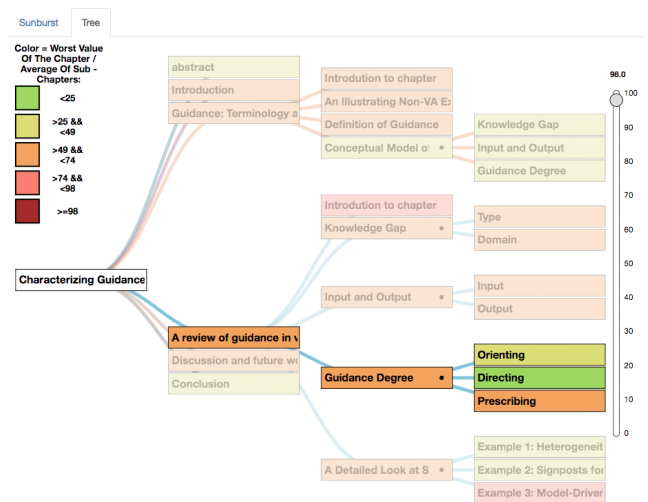 Sunburst Tree
Color = Worst Value
Of The Chapter /
Average Of Sub -
Chapters:
<25
>25 &&
<49
>49 &&
<74
>74 &&
<98
>=98
Characterizing Guidance
abstract
Introduction
Guidance: Terminology a
A review of guidance in v
Discussion and future w
Conclusion
Introdution to chapter
An Illustrating Non-VA Ex
Definition of Guidance
Conceptual Model o
Introdution to chapter
Knowledge Gap
Input and Output
Guidance Degree
A Detailed Look at S
Knowledge Gap
Input and Output
Guidance Degree
Type
Domain
Input
Output
Orienting
Directing
Prescribing
Example 1: Heterogeneit
Example 2: Signposts for
Example 3: Model-Driver
98.0
100
90
80
70
60
50
40
30
20
10
0